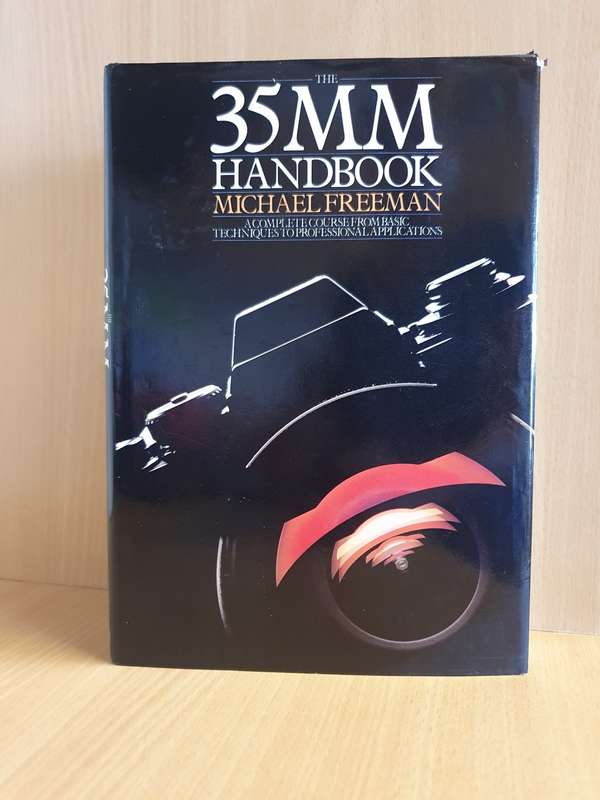 THE
35MM
HANDBOOK
MICHAEL FREEMAN
A COMPLETE COURSE FROM BASIC
TECHNIQUES TO PROFESSIONAL APPLICATIONS